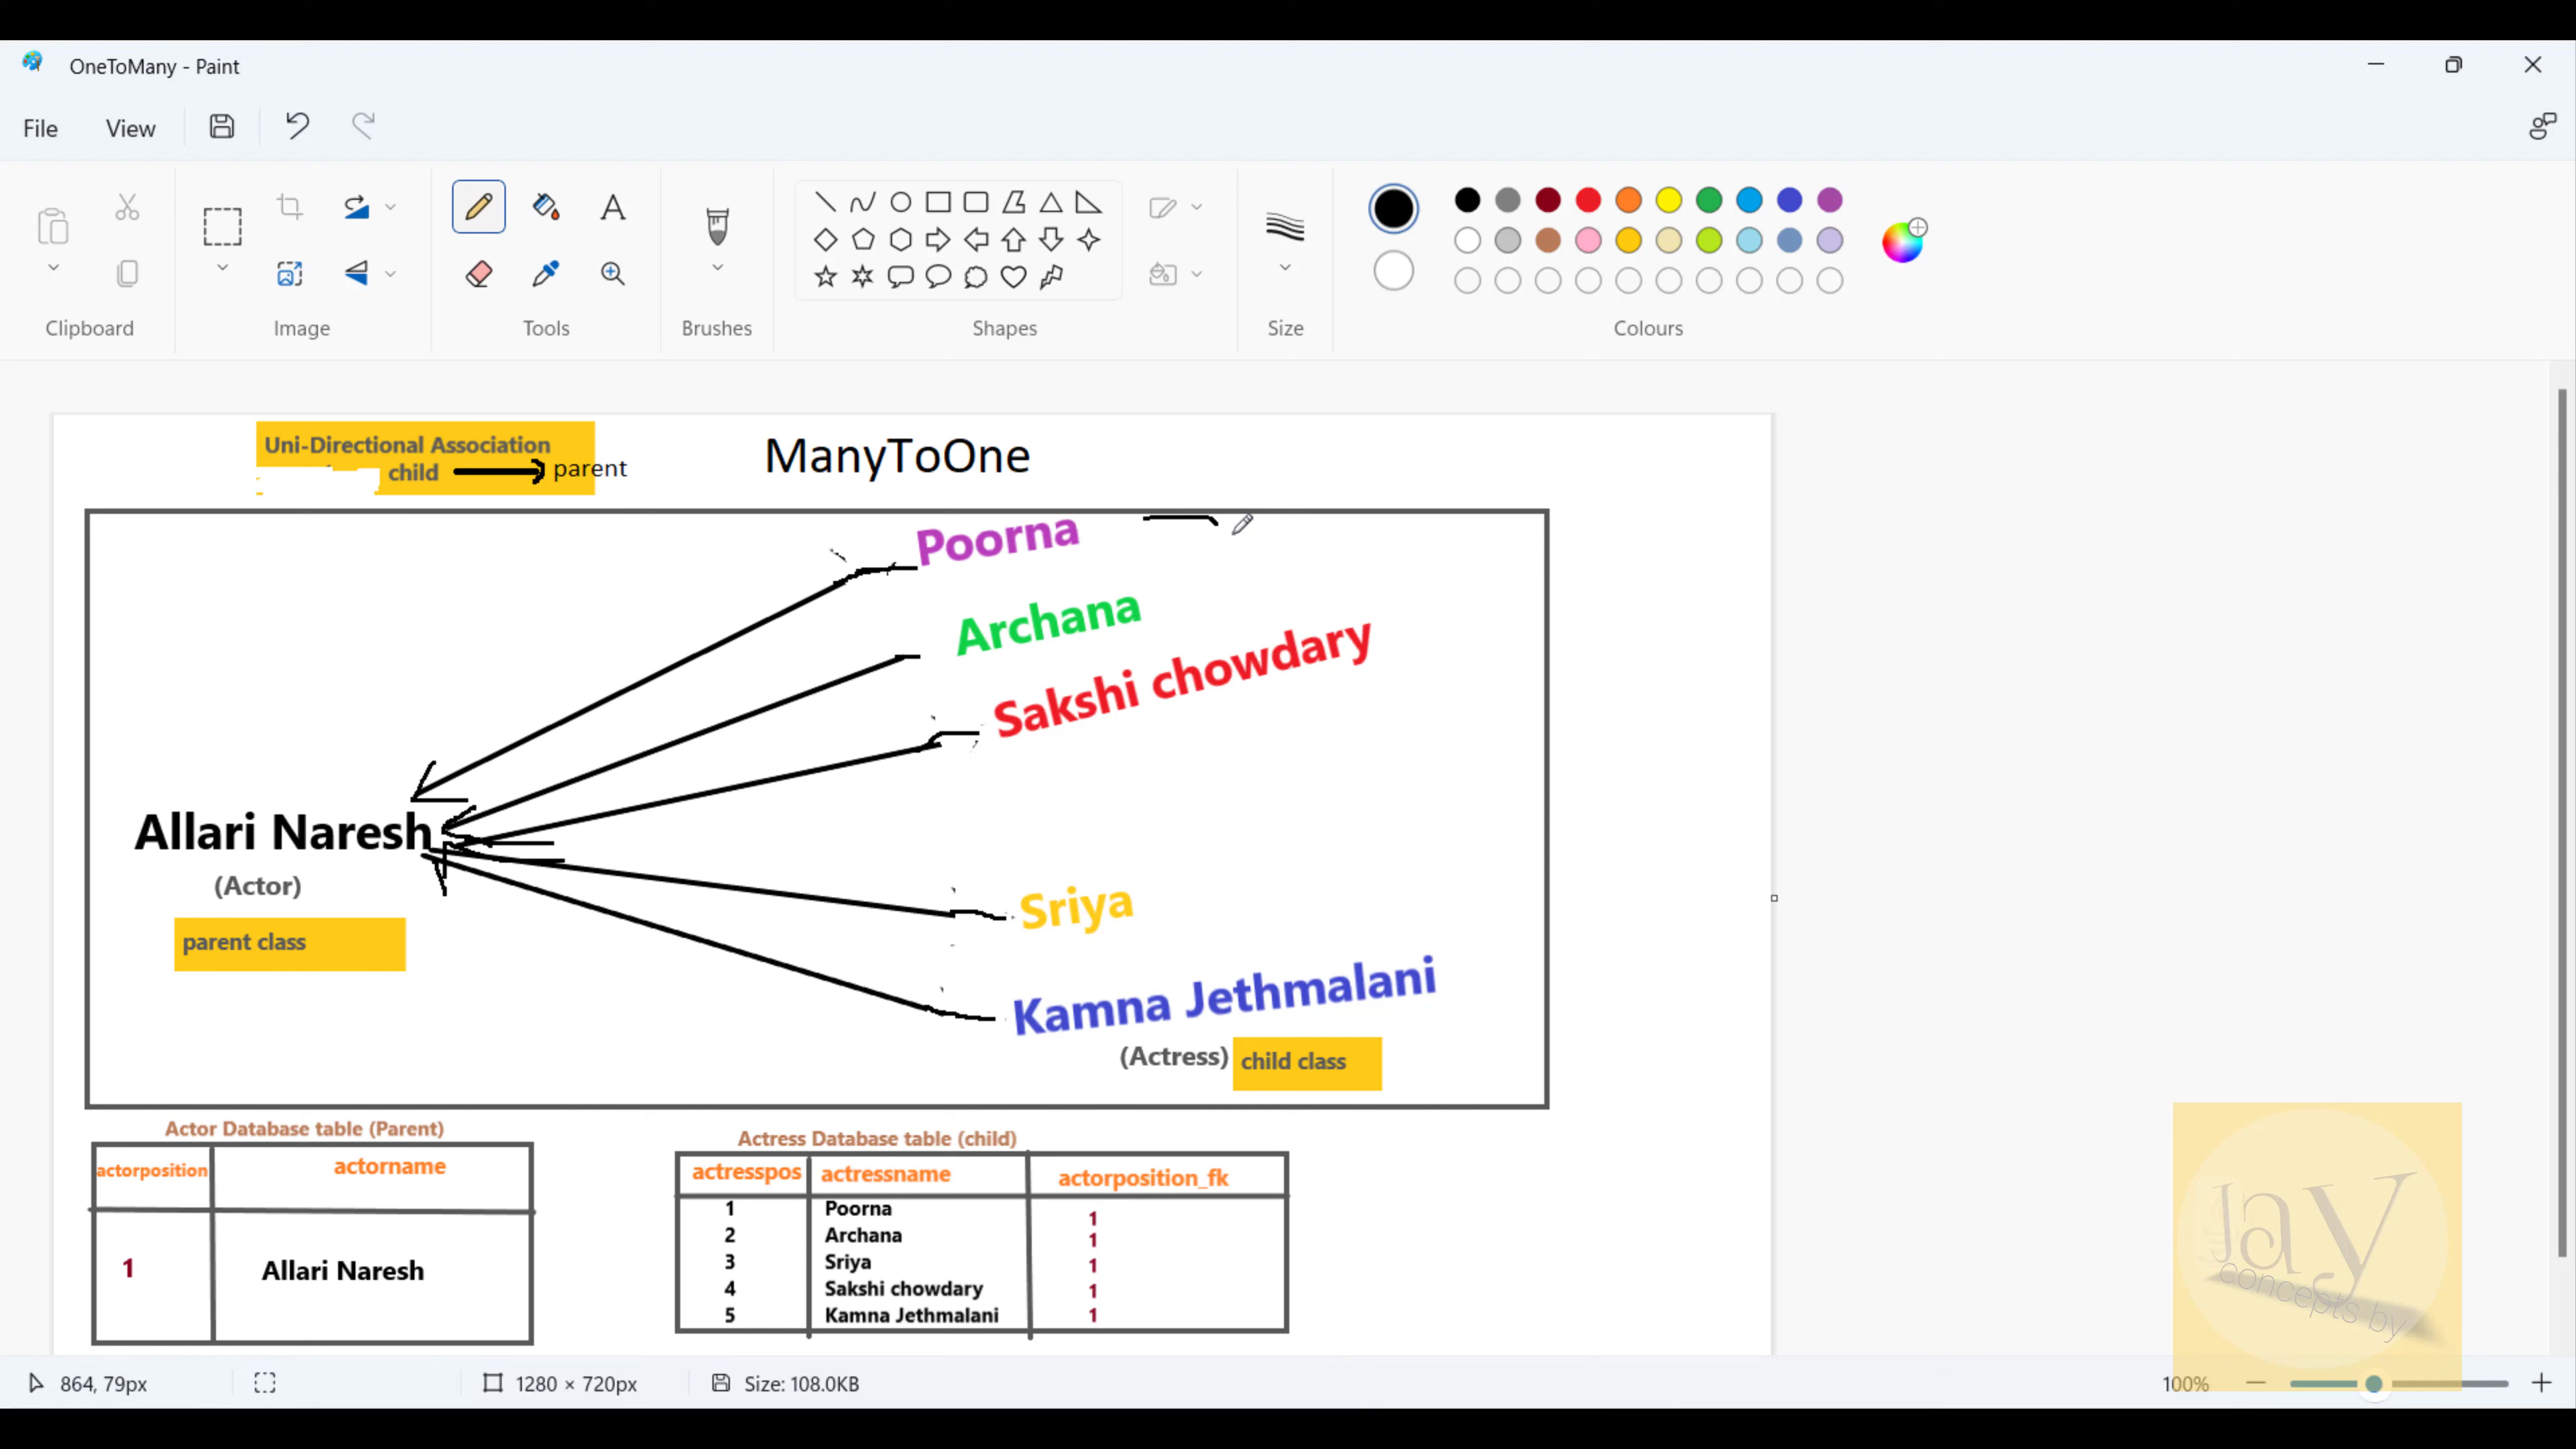 OneToMany - Paint
File View
Clipboard Image Tools Brushes Shapes Size Colours
Uni-Directional Association
child parent
ManyToOne
Poorna
Archana
Sakshi chowdary
Allari Naresh
(Actor)
parent class
Sriya
Kamna Jethmalani
(Actress) child class
Actor Database table (Parent)
actorposition actorname
1 Allari Naresh
Actress Database table (child)
actresspos actressname actorposition_fk
1 Poorna 1
2 Archana 1
3 Sriya 1
4 Sakshi chowdary 1
5 Kamna Jethmalani 1
Jay
concepts by
864, 79px 1280 × 720px Size: 108.0KB 100%